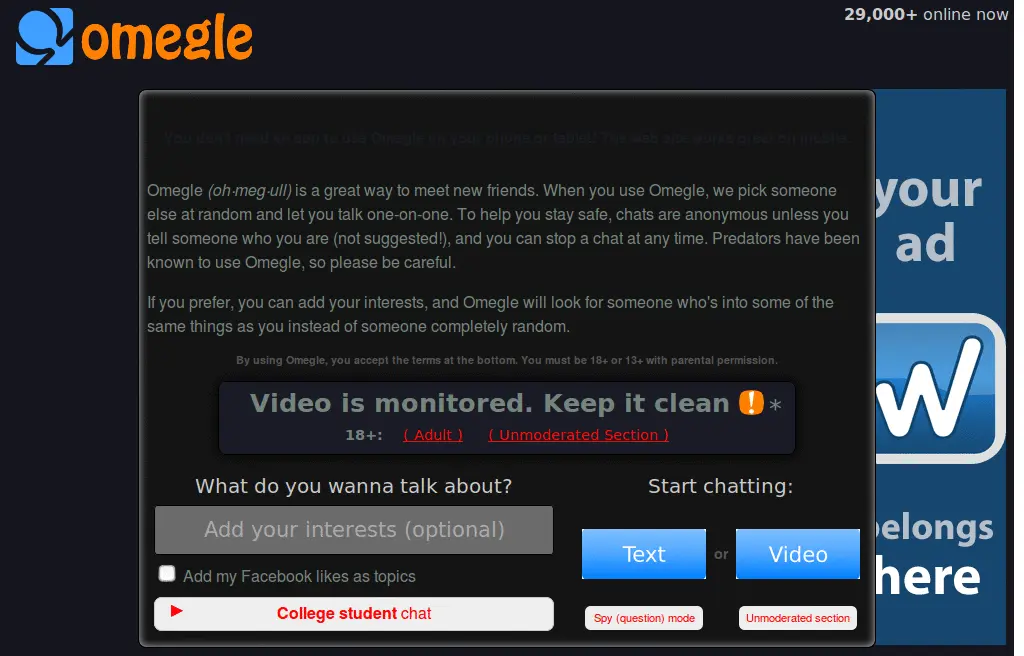 omegle
29,000+ online now
You don't need an app to use Omegle on your phone or tablet! The web site works great on mobile.
Omegle (oh·meg·ull) is a great way to meet new friends. When you use Omegle, we pick someone
else at random and let you talk one-on-one. To help you stay safe, chats are anonymous unless you
tell someone who you are (not suggested!), and you can stop a chat at any time. Predators have been
known to use Omegle, so please be careful.
If you prefer, you can add your interests, and Omegle will look for someone who's into some of the
same things as you instead of someone completely random.
By using Omegle, you accept the terms at the bottom. You must be 18+ or 13+ with parental permission.
Video is monitored. Keep it clean ! *
18+: ( Adult ) ( Unmoderated Section )
What do you wanna talk about?
Add your interests (optional)
Add my Facebook likes as topics
College student chat
Start chatting:
Text or Video
Spy (question) mode
Unmoderated section
your
ad
w
elongs
here